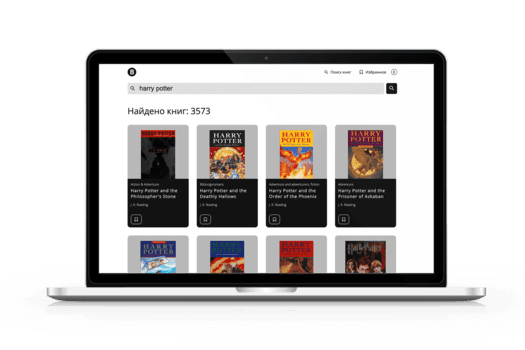 B
Поиск книг
Избранное
harry potter
Найдено книг: 3573
HARRY POTTER
HARRY
POTTER
HARRY
POTTER
HARRY
POTTER
Action & Adventure
Harry Potter and the
Philosopher's Stone
J. K. Rowling
Bildungsromans
Harry Potter and the
Deathly Hallows
J. K. Rowling
Adventure and adventurers, fiction
Harry Potter and the
Order of the Phoenix
J. K. Rowling
Adventure
Harry Potter and the
Prisoner of Azkaban
J. K. Rowling
HARRY
POTTER
HARRY
POTTER
HARRY
POTTER
HARRY POTTER